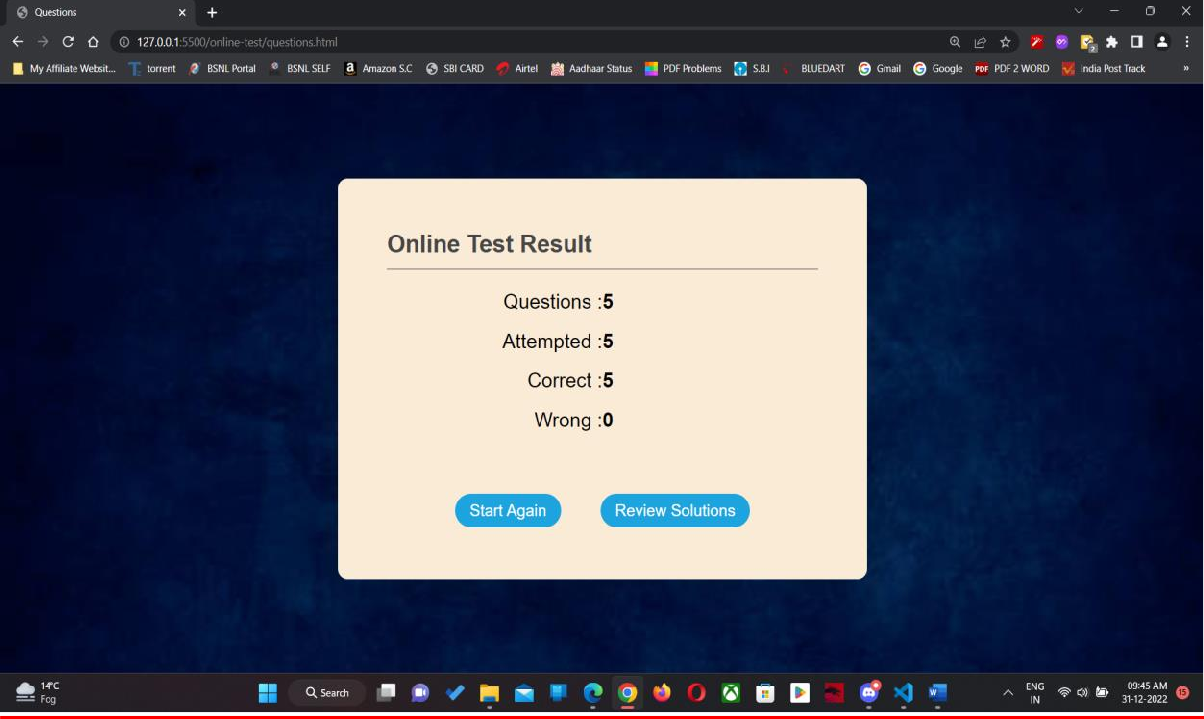 Questions
127.0.0.1:5500/online-test/questions.html
My Affiliate Websit... torrent BSNL Portal BSNL SELF Amazon S.C SBI CARD Airtel Aadhaar Status PDF Problems S.B.I BLUEDART Gmail Google PDF 2 WORD India Post Track »
Online Test Result
Questions :5
Attempted :5
Correct :5
Wrong :0
Start Again Review Solutions
14°C
Fog
Search
ENG
IN
09:45 AM
31-12-2022
15